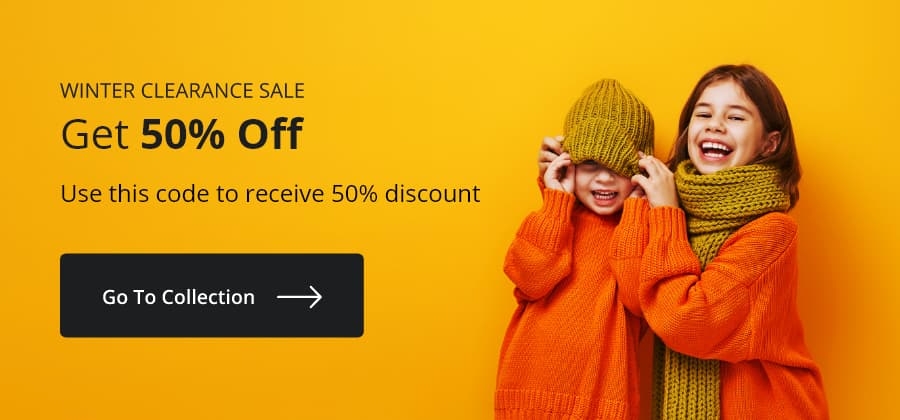 WINTER CLEARANCE SALE
Get 50% Off
Use this code to receive 50% discount
Go To Collection